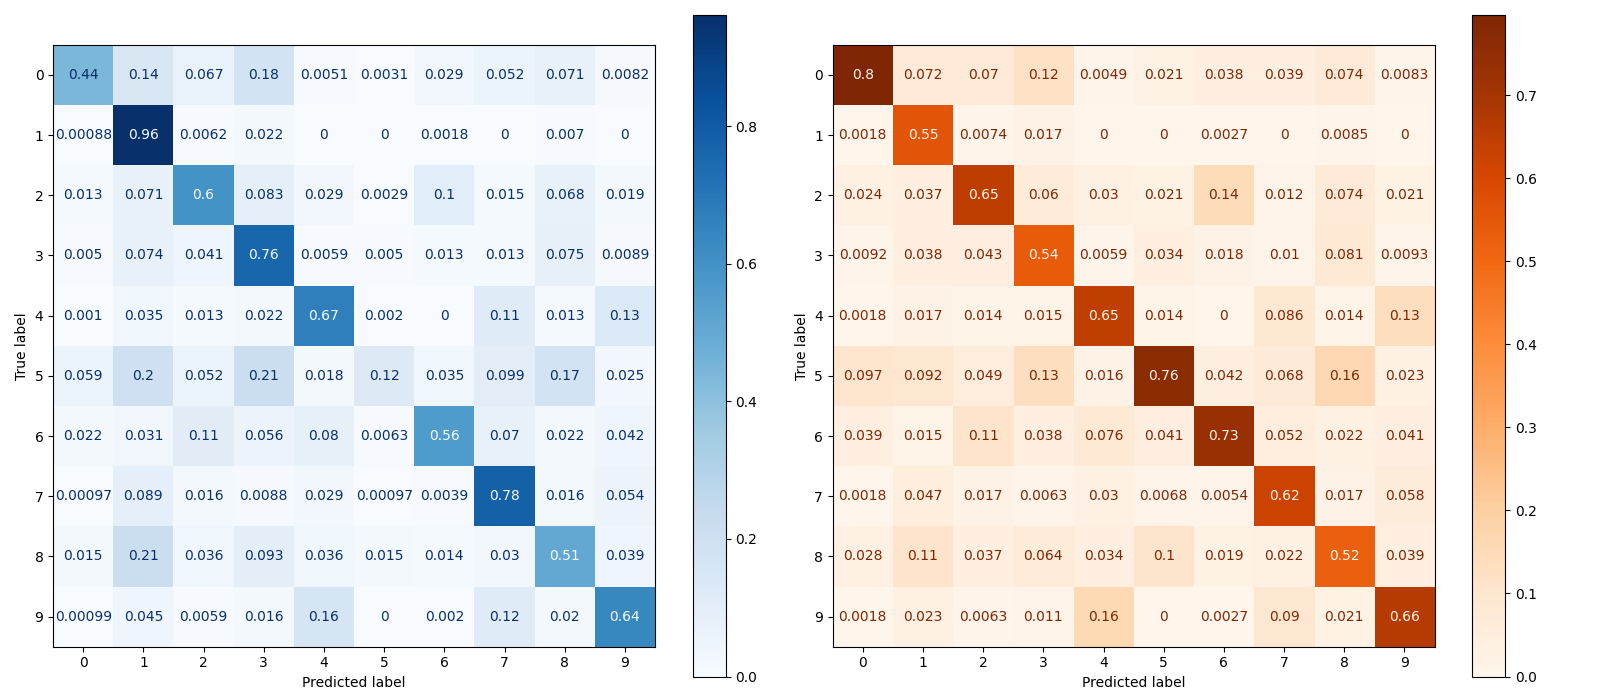 0 0.44 0.14 0.067 0.18 0.0051 0.0031 0.029 0.052 0.071 0.0082
1 0.00088 0.96 0.0062 0.022 0 0 0.0018 0 0.007 0
2 0.013 0.071 0.6 0.083 0.029 0.0029 0.1 0.015 0.068 0.019
3 0.005 0.074 0.041 0.76 0.0059 0.005 0.013 0.013 0.075 0.0089
4 0.001 0.035 0.013 0.022 0.67 0.002 0 0.11 0.013 0.13
5 0.059 0.2 0.052 0.21 0.018 0.12 0.035 0.099 0.17 0.025
6 0.022 0.031 0.11 0.056 0.08 0.0063 0.56 0.07 0.022 0.042
7 0.00097 0.089 0.016 0.0088 0.029 0.00097 0.0039 0.78 0.016 0.054
8 0.015 0.21 0.036 0.093 0.036 0.015 0.014 0.03 0.51 0.039
9 0.00099 0.045 0.0059 0.016 0.16 0 0.002 0.12 0.02 0.64
0 1 2 3 4 5 6 7 8 9
Predicted label
True label
0.8
0.6
0.4
0.2
0.0
0 0.8 0.072 0.07 0.12 0.0049 0.021 0.038 0.039 0.074 0.0083
1 0.0018 0.55 0.0074 0.017 0 0 0.0027 0 0.0085 0
2 0.024 0.037 0.65 0.06 0.03 0.021 0.14 0.012 0.074 0.021
3 0.0092 0.038 0.043 0.54 0.0059 0.034 0.018 0.01 0.081 0.0093
4 0.0018 0.017 0.014 0.015 0.65 0.014 0 0.086 0.014 0.13
5 0.097 0.092 0.049 0.13 0.016 0.76 0.042 0.068 0.16 0.023
6 0.039 0.015 0.11 0.038 0.076 0.041 0.73 0.052 0.022 0.041
7 0.0018 0.047 0.017 0.0063 0.03 0.0068 0.0054 0.62 0.017 0.058
8 0.028 0.11 0.037 0.064 0.034 0.1 0.019 0.022 0.52 0.039
9 0.0018 0.023 0.0063 0.011 0.16 0 0.0027 0.09 0.021 0.66
0 1 2 3 4 5 6 7 8 9
Predicted label
True label
0.7
0.6
0.5
0.4
0.3
0.2
0.1
0.0